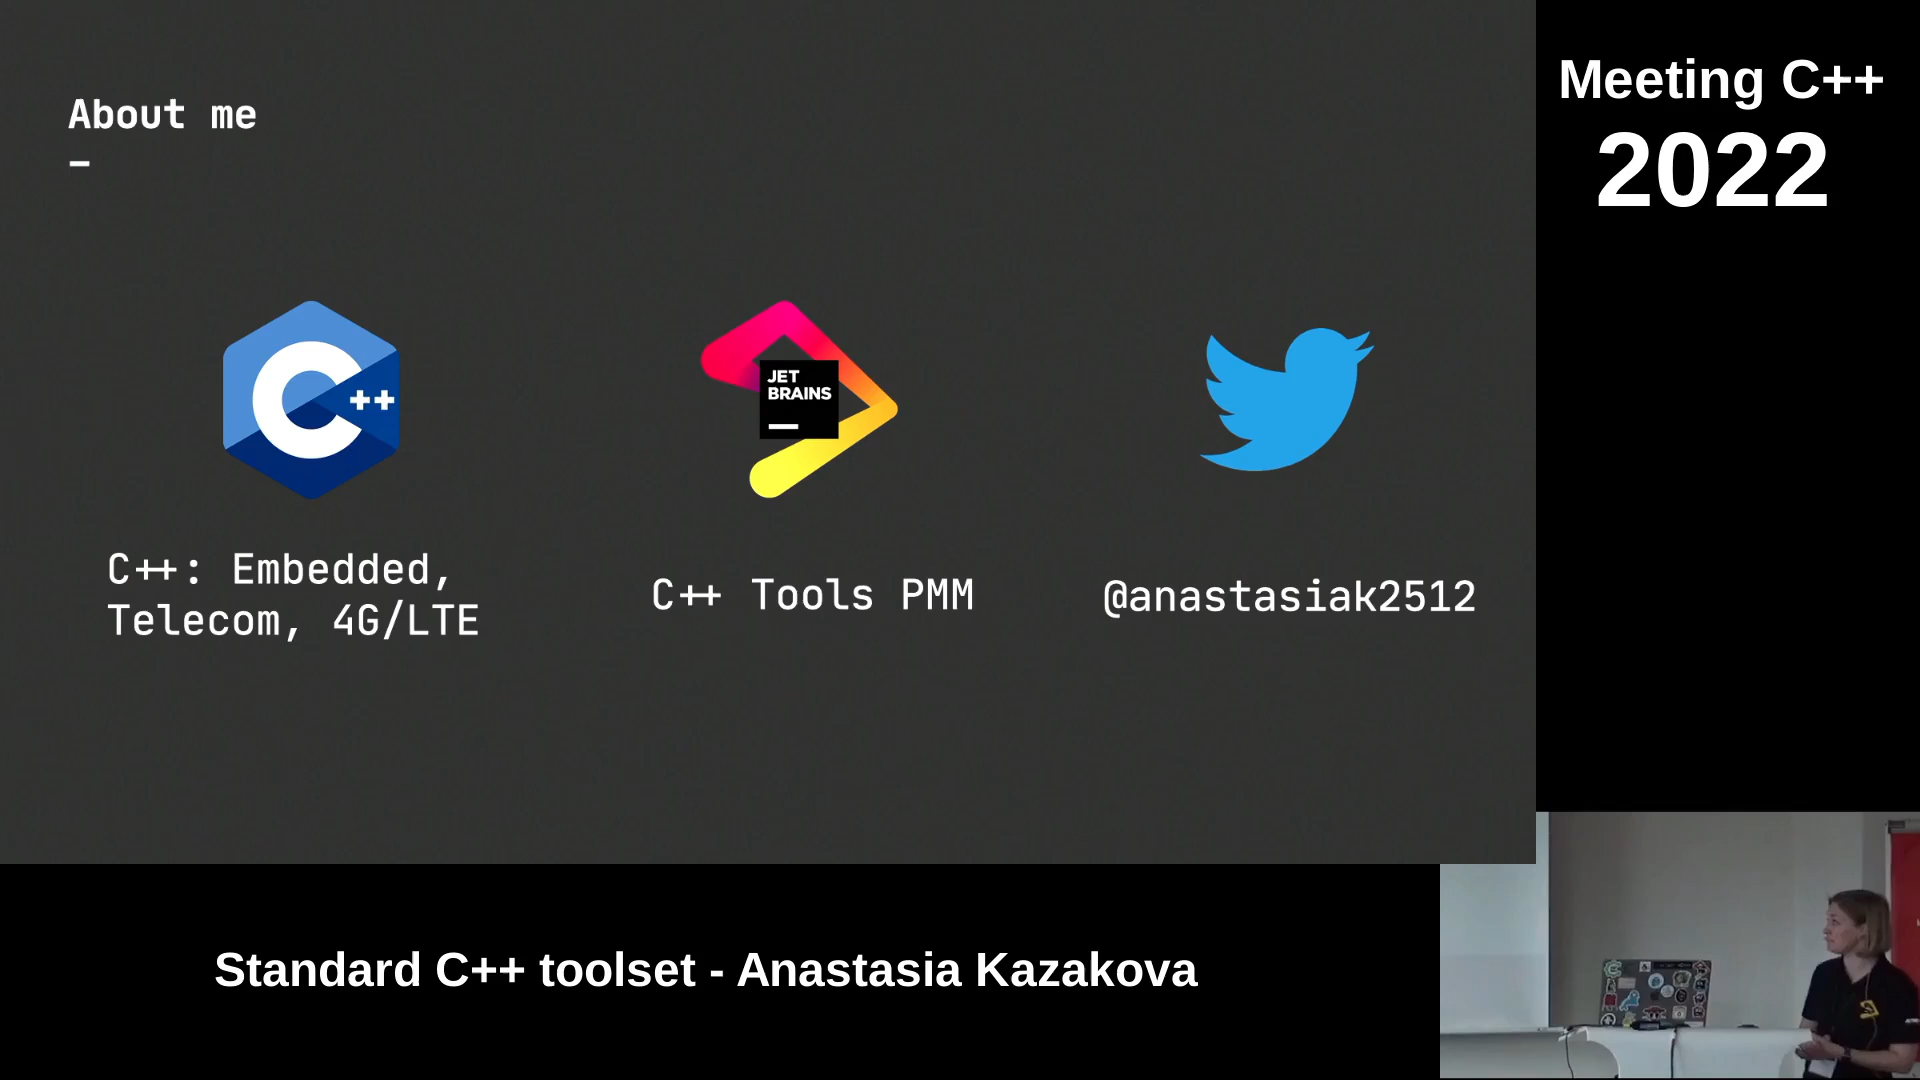 About me
Meeting C++
2022
C
++
JET
BRAINS
C++: Embedded,
Telecom, 4G/LTE
C++ Tools PMM
@anastasiak2512
Standard C++ toolset - Anastasia Kazakova